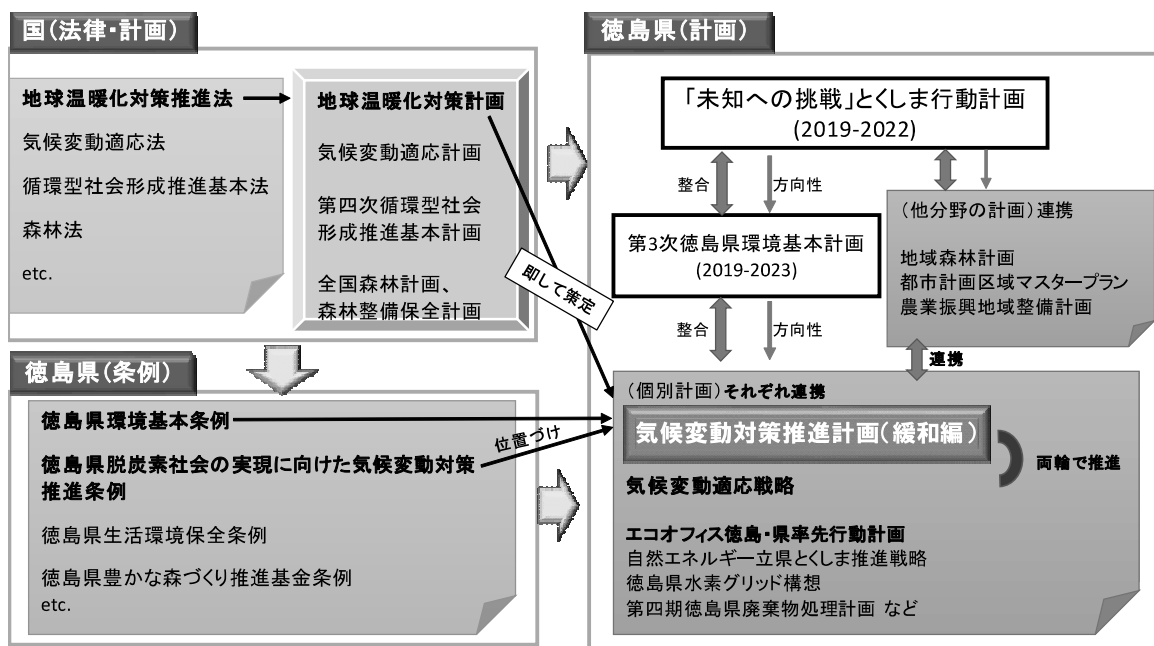 国(法律・計画)
地球温暖化対策推進法
気候変動適応法
循環型社会形成推進基本法
森林法
etc.
地球温暖化対策計画
気候変動適応計画
第四次循環型社会
形成推進基本計画
全国森林計画、
森林整備保全計画
即して策定
徳島県(条例)
徳島県環境基本条例
徳島県脱炭素社会の実現に向けた気候変動対策
推進条例
徳島県生活環境保全条例
徳島県豊かな森づくり推進基金条例
etc.
位置づけ
徳島県(計画)
「未知への挑戦」とくしま行動計画
(2019-2022)
整合
方向性
第3次徳島県環境基本計画
(2019-2023)
整合
方向性
(他分野の計画)連携
地域森林計画
都市計画区域マスタープラン
農業振興地域整備計画
連携
(個別計画)それぞれ連携
気候変動対策推進計画(緩和編)
両輪で推進
気候変動適応戦略
エコオフィス徳島・県率先行動計画
自然エネルギー立県とくしま推進戦略
徳島県水素グリッド構想
第四期徳島県廃棄物処理計画 など